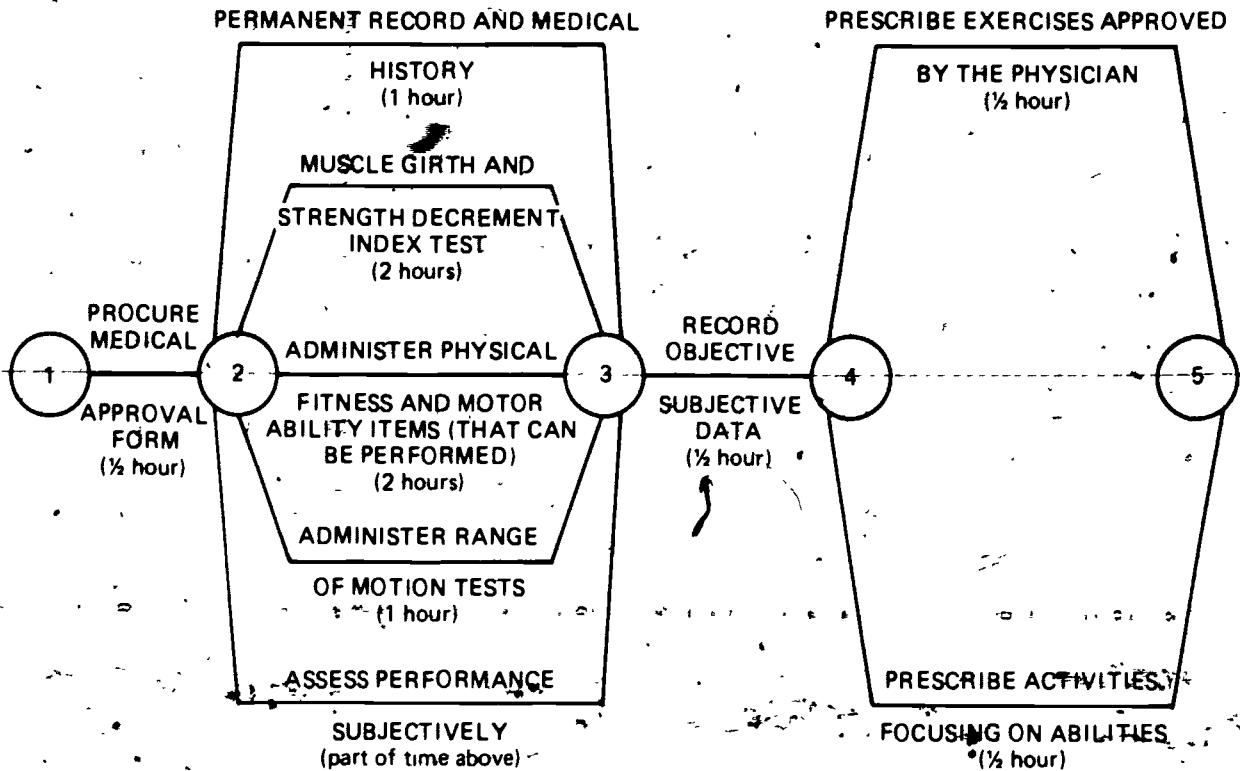 PERMANENT RECORD AND MEDICAL
HISTORY
(1 hour)
MUSCLE GIRTH AND
STRENGTH DECREMENT
INDEX TEST
(2 hours)
PROCURE
MEDICAL
APPROVAL
FORM
(½ hour)
1
2
ADMINISTER PHYSICAL
FITNESS AND MOTOR
ABILITY ITEMS (THAT CAN
BE PERFORMED)
(2 hours)
3
ADMINISTER RANGE
OF MOTION TESTS
(1 hour)
ASSESS PERFORMANCE
SUBJECTIVELY
(part of time above)
RECORD
OBJECTIVE
SUBJECTIVE
DATA
(½ hour)
4
PRESCRIBE EXERCISES APPROVED
BY THE PHYSICIAN
(½ hour)
5
PRESCRIBE ACTIVITIES
FOCUSING ON ABILITIES
(½ hour)